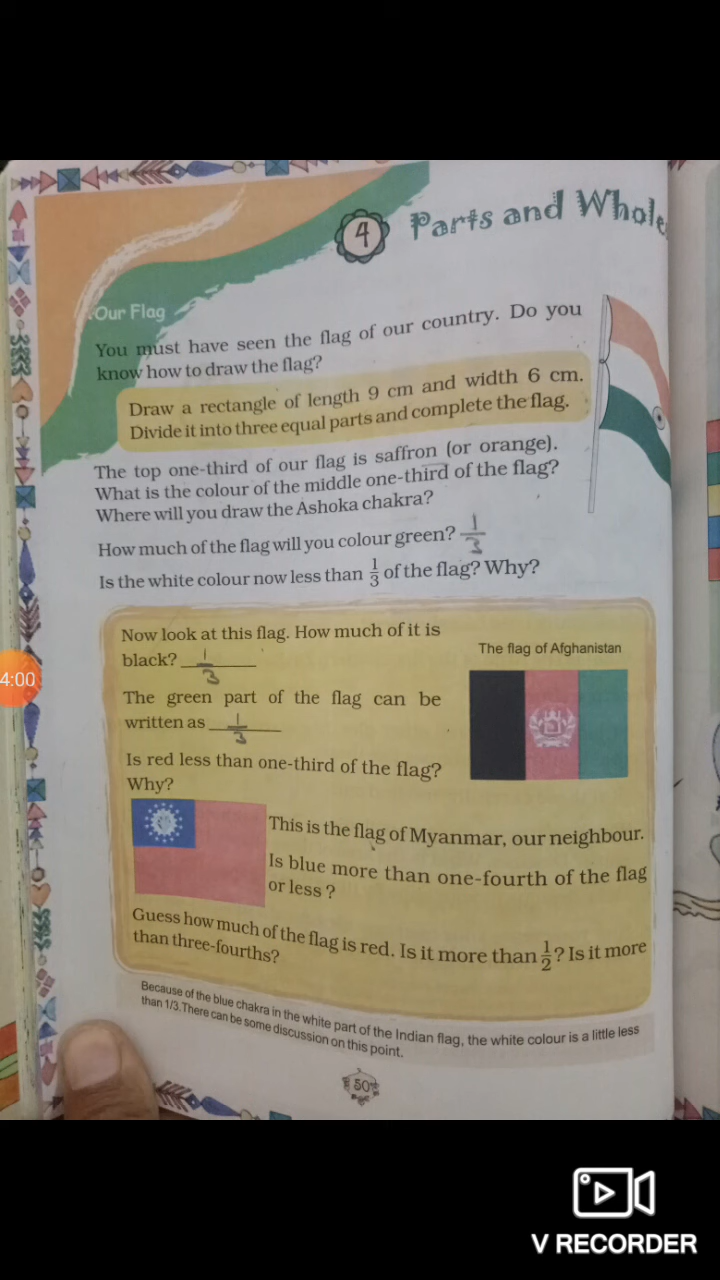 4
Parts and Whole
Our Flag
You must have seen the flag of our country. Do you
know how to draw the flag?
Draw a rectangle of length 9 cm and width 6 cm.
Divide it into three equal parts and complete the flag.
The top one-third of our flag is saffron (or orange).
What is the colour of the middle one-third of the flag?
Where will you draw the Ashoka chakra?
How much of the flag will you colour green? 1/3
Is the white colour now less than 1/3 of the flag? Why?
Now look at this flag. How much of it is
black? 1/3
The flag of Afghanistan
The green part of the flag can be
written as 1/3
Is red less than one-third of the flag?
Why?
This is the flag of Myanmar, our neighbour.
Is blue more than one-fourth of the flag
or less ?
Guess how much of the flag is red. Is it more than 1/2? Is it more
than three-fourths?
Because of the blue chakra in the white part of the Indian flag, the white colour is a little less
than 1/3.There can be some discussion on this point.
50
4:00
V RECORDER